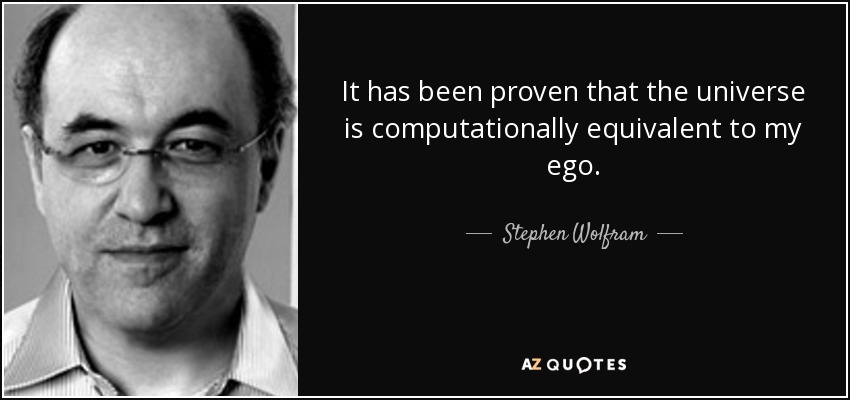 It has been proven that the universe
is computationally equivalent to my
ego.
Stephen Wolfram
AZ QUOTES